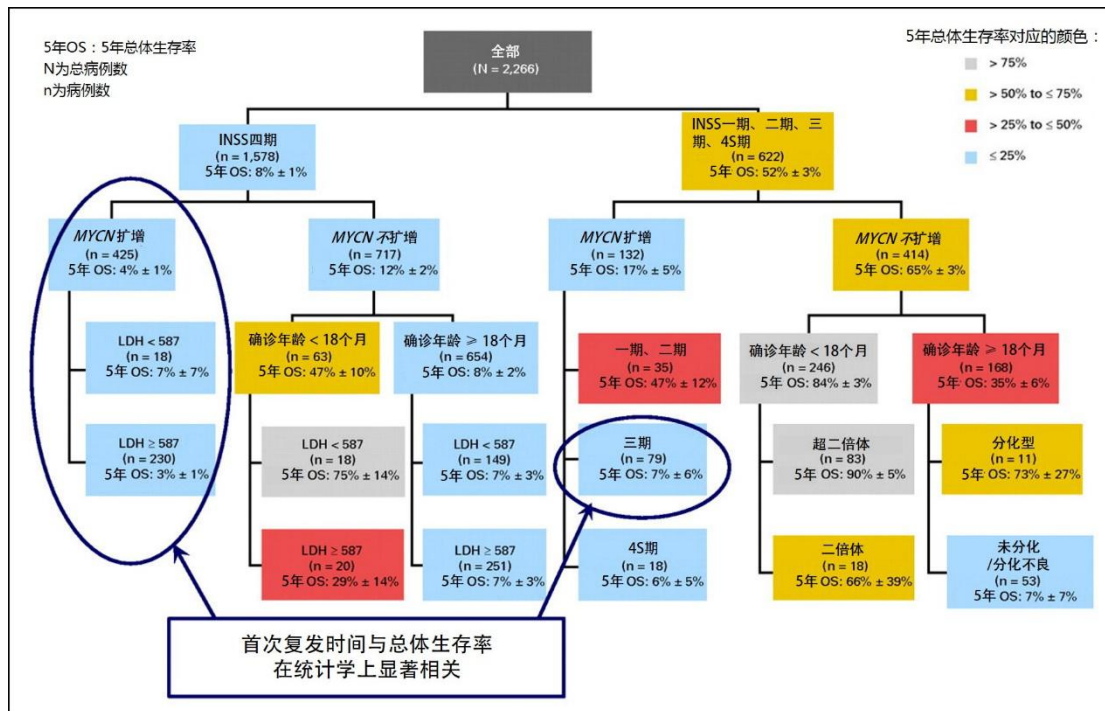 5年OS：5年总体生存率
N为总病例数
n为病例数
全部
(N = 2,266)
5年总体生存率对应的颜色：
> 75%
> 50% to ≤ 75%
> 25% to ≤ 50%
≤ 25%
INSS四期
(n = 1,578)
5年 OS: 8% ± 1%
INSS一期、二期、三
期、4S期
(n = 622)
5年 OS: 52% ± 3%
MYCN 扩增
(n = 425)
5年 OS: 4% ± 1%
MYCN 不扩增
(n = 717)
5年 OS: 12% ± 2%
MYCN 扩增
(n = 132)
5年 OS: 17% ± 5%
MYCN 不扩增
(n = 414)
5年 OS: 65% ± 3%
LDH < 587
(n = 18)
5年 OS: 7% ± 7%
确诊年龄 < 18个月
(n = 63)
5年 OS: 47% ± 10%
确诊年龄 ≥ 18个月
(n = 654)
5年 OS: 8% ± 2%
一期、二期
(n = 35)
5年 OS: 47% ± 12%
确诊年龄 < 18个月
(n = 246)
5年 OS: 84% ± 3%
确诊年龄 ≥ 18个月
(n = 168)
5年 OS: 35% ± 6%
LDH ≥ 587
(n = 230)
5年 OS: 3% ± 1%
LDH < 587
(n = 18)
5年 OS: 75% ± 14%
LDH < 587
(n = 149)
5年 OS: 7% ± 3%
三期
(n = 79)
5年 OS: 7% ± 6%
超二倍体
(n = 83)
5年 OS: 90% ± 5%
分化型
(n = 11)
5年 OS: 73% ± 27%
LDH ≥ 587
(n = 20)
5年 OS: 29% ± 14%
LDH ≥ 587
(n = 251)
5年 OS: 7% ± 3%
4S期
(n = 18)
5年 OS: 6% ± 5%
二倍体
(n = 18)
5年 OS: 66% ± 39%
未分化
/分化不良
(n = 53)
5年 OS: 7% ± 7%
首次复发时间与总体生存率
在统计学上显著相关